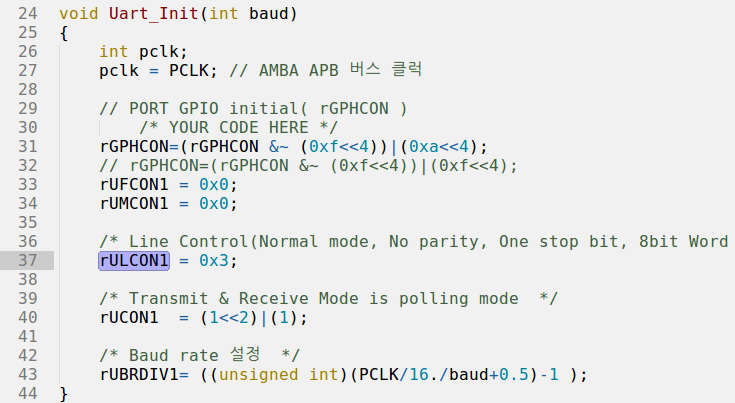 24 void Uart_Init(int baud)
25 {
26     int pclk;
27     pclk = PCLK; // AMBA APB 버스 클럭
28
29     // PORT GPIO initial( rGPHCON )
30         /* YOUR CODE HERE */
31     rGPHCON=(rGPHCON &~ (0xf<<4))|(0xa<<4);
32     // rGPHCON=(rGPHCON &~ (0xf<<4))|(0xf<<4);
33     rUFCON1 = 0x0;
34     rUMCON1 = 0x0;
35
36     /* Line Control(Normal mode, No parity, One stop bit, 8bit Word
37     rULCON1 = 0x3;
38
39     /* Transmit & Receive Mode is polling mode  */
40     rUCON1  = (1<<2)|(1);
41
42     /* Baud rate 설정  */
43     rUBRDIV1= ((unsigned int)(PCLK/16./baud+0.5)-1 );
44 }